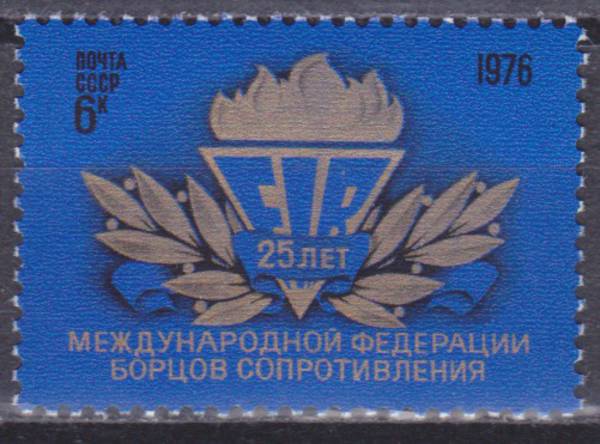 ПОЧТА
СССР
6к
1976
FIR
25 ЛЕТ
МЕЖДУНАРОДНОЙ ФЕДЕРАЦИИ
БОРЦОВ СОПРОТИВЛЕНИЯ